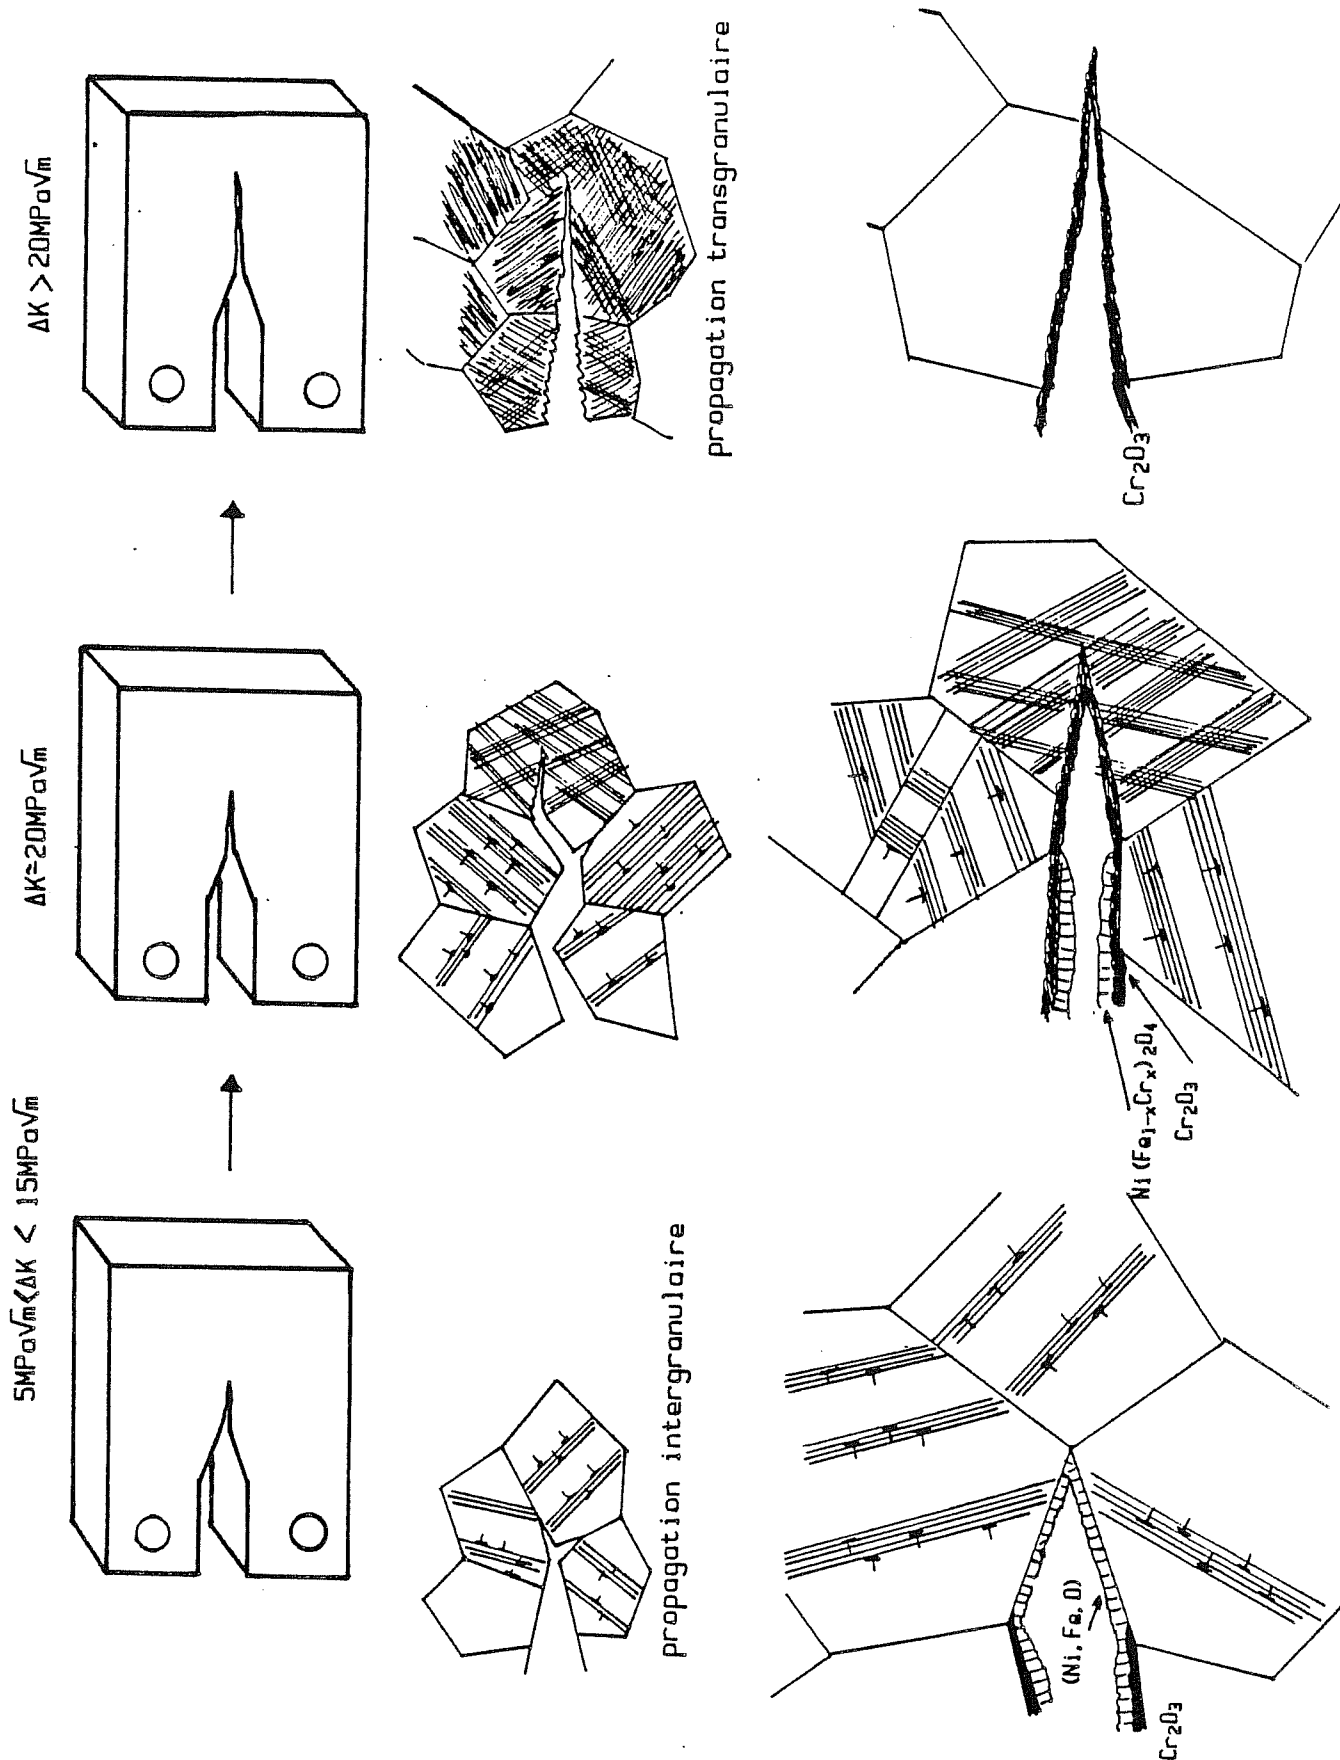 5MPa√m<ΔK < 15MPa√m
ΔK≈20MPa√m
ΔK > 20MPa√m
propagation intergranulaire
propagation transgranulaire
(Ni, Fe, O)
Cr₂O₃
Ni(Fe₁₋ₓCrₓ)₂O₄
Cr₂O₃
Cr₂O₃